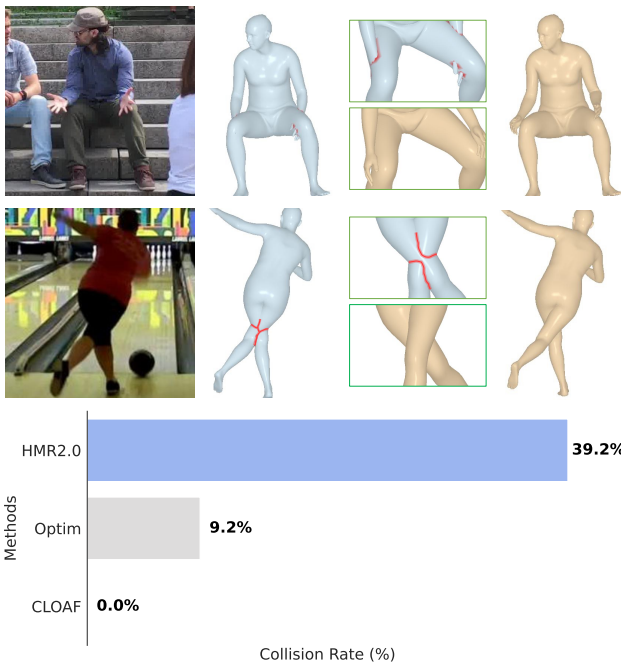 HMR2.0
39.2%
Optim
9.2%
CLOAF
0.0%
Methods
Collision Rate (%)